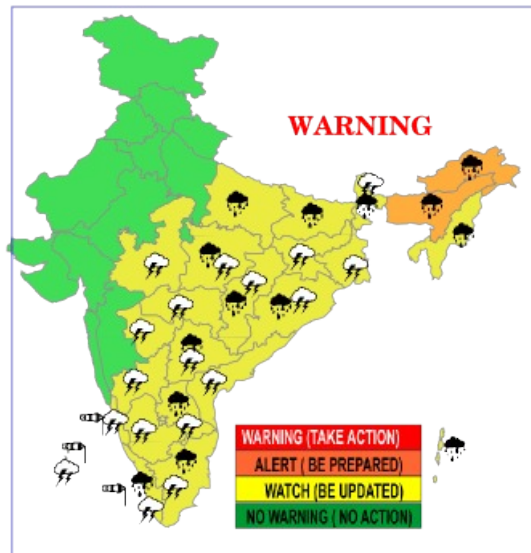 WARNING
WARNING (TAKE ACTION)
ALERT ( BE PREPARED)
WATCH (BE UPDATED)
NO WARNING ( NO ACTION)